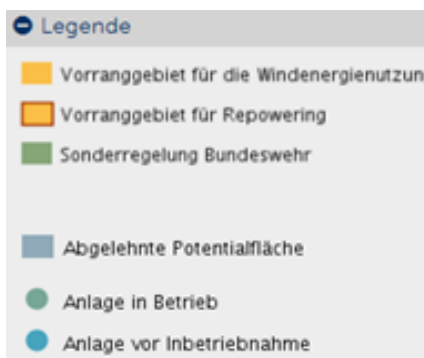 Legende
Vorranggebiet für die Windenergienutzun
Vorranggebiet für Repowering
Sonderregelung Bundeswehr
Abgelehnte Potentialfläche
Anlage in Betrieb
Anlage vor Inbetriebnahme